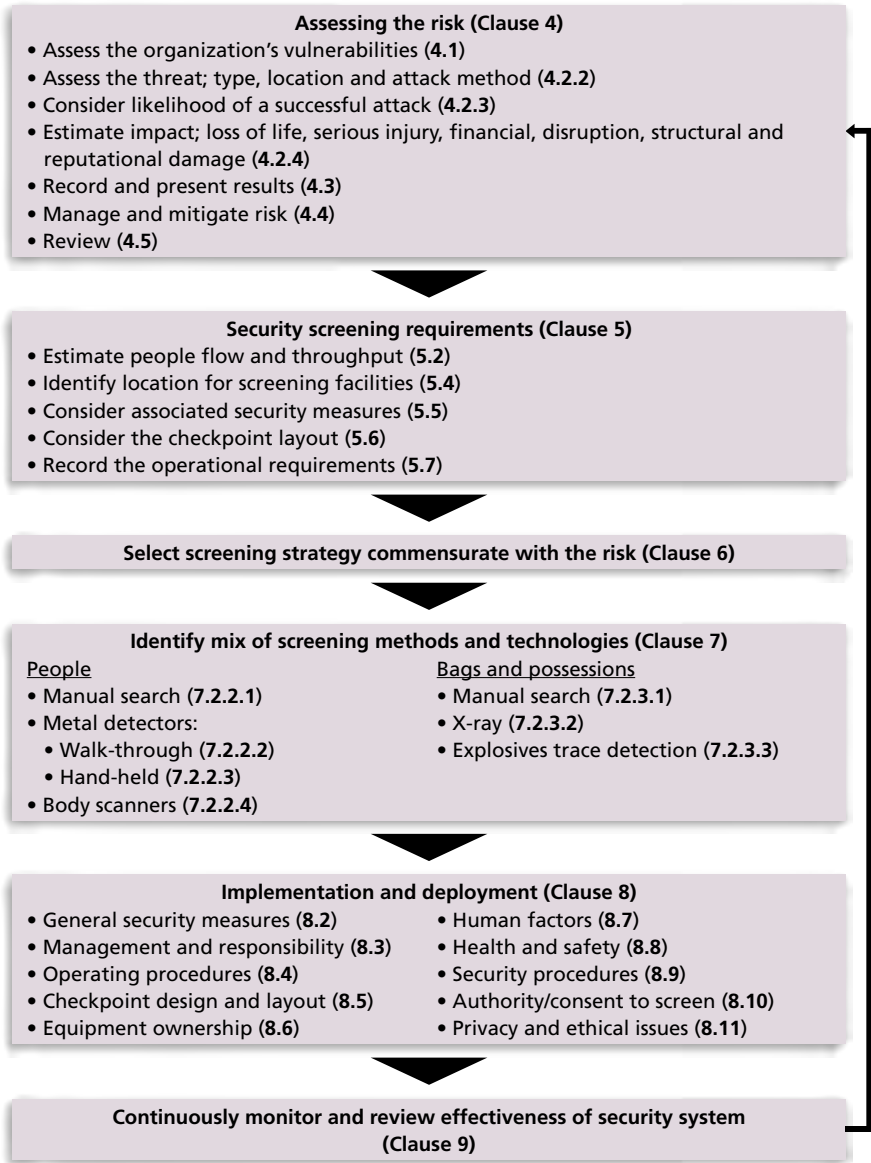 Assessing the risk (Clause 4)
• Assess the organization’s vulnerabilities (4.1)
• Assess the threat; type, location and attack method (4.2.2)
• Consider likelihood of a successful attack (4.2.3)
• Estimate impact; loss of life, serious injury, financial, disruption, structural and
reputational damage (4.2.4)
• Record and present results (4.3)
• Manage and mitigate risk (4.4)
• Review (4.5)
Security screening requirements (Clause 5)
• Estimate people flow and throughput (5.2)
• Identify location for screening facilities (5.4)
• Consider associated security measures (5.5)
• Consider the checkpoint layout (5.6)
• Record the operational requirements (5.7)
Select screening strategy commensurate with the risk (Clause 6)
Identify mix of screening methods and technologies (Clause 7)
People
• Manual search (7.2.2.1)
• Metal detectors:
• Walk-through (7.2.2.2)
• Hand-held (7.2.2.3)
• Body scanners (7.2.2.4)
Bags and possessions
• Manual search (7.2.3.1)
• X-ray (7.2.3.2)
• Explosives trace detection (7.2.3.3)
Implementation and deployment (Clause 8)
• General security measures (8.2)
• Management and responsibility (8.3)
• Operating procedures (8.4)
• Checkpoint design and layout (8.5)
• Equipment ownership (8.6)
• Human factors (8.7)
• Health and safety (8.8)
• Security procedures (8.9)
• Authority/consent to screen (8.10)
• Privacy and ethical issues (8.11)
Continuously monitor and review effectiveness of security system
(Clause 9)